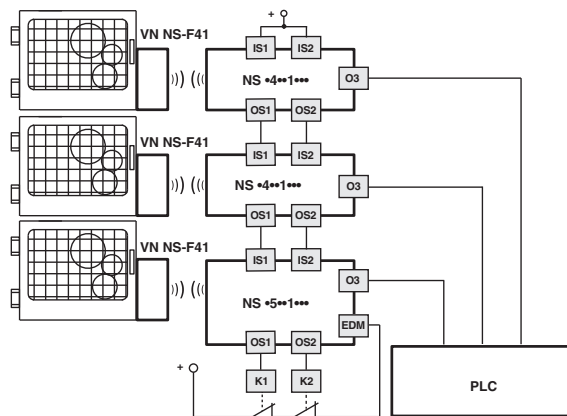 +
VN NS-F41
IS1 IS2
NS •4••1•••
O3
OS1 OS2
VN NS-F41
IS1 IS2
NS •4••1•••
O3
OS1 OS2
VN NS-F41
IS1 IS2
NS •5••1•••
O3
EDM
OS1 OS2
+
K1 K2
PLC